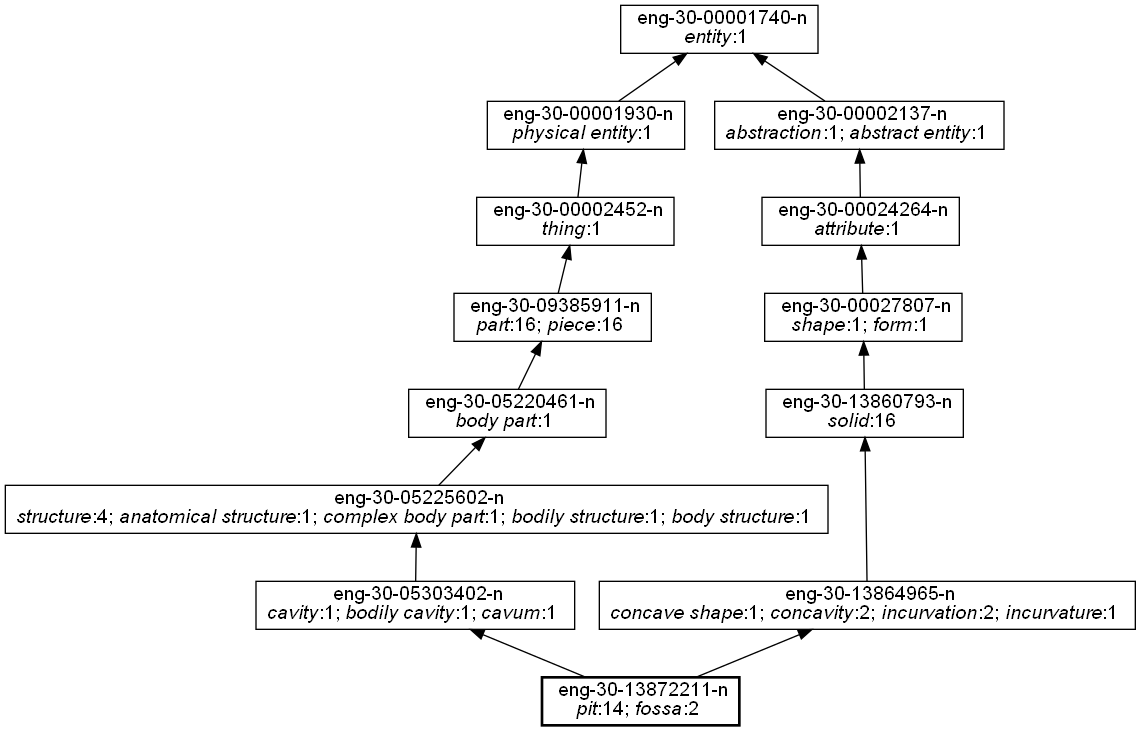 eng-30-00001740-n
entity:1
eng-30-00001930-n
physical entity:1
eng-30-00002137-n
abstraction:1; abstract entity:1
eng-30-00002452-n
thing:1
eng-30-00024264-n
attribute:1
eng-30-09385911-n
part:16; piece:16
eng-30-00027807-n
shape:1; form:1
eng-30-05220461-n
body part:1
eng-30-13860793-n
solid:16
eng-30-05225602-n
structure:4; anatomical structure:1; complex body part:1; bodily structure:1; body structure:1
eng-30-05303402-n
cavity:1; bodily cavity:1; cavum:1
eng-30-13864965-n
concave shape:1; concavity:2; incurvation:2; incurvature:1
eng-30-13872211-n
pit:14; fossa:2